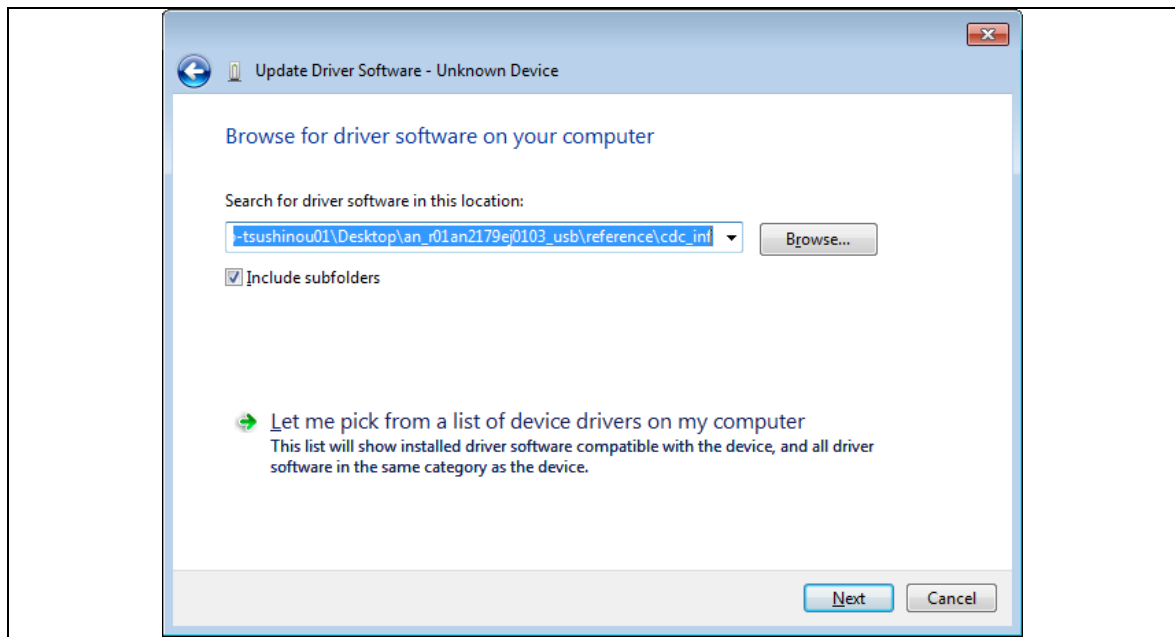 Update Driver Software - Unknown Device
Browse for driver software on your computer
Search for driver software in this location:
-tsushinou01\Desktop\an_r01an2179ej0103_usb\reference\cdc_inf
Browse...
Include subfolders
Let me pick from a list of device drivers on my computer
This list will show installed driver software compatible with the device, and all driver
software in the same category as the device.
Next
Cancel